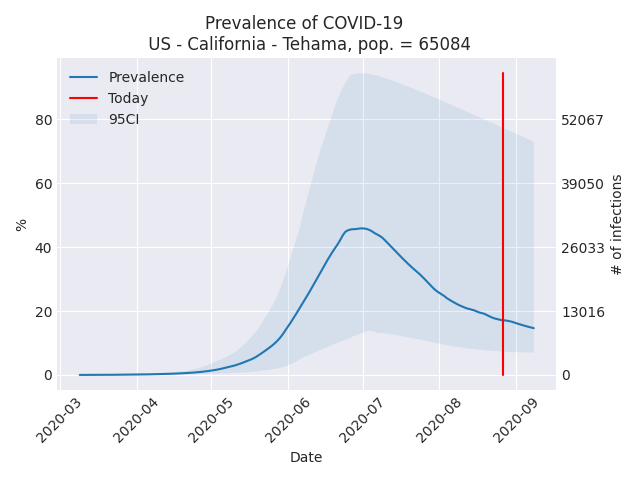 Prevalence of COVID-19
US - California - Tehama, pop. = 65084
Prevalence
Today
95CI
80
60
40
20
0
%
52067
39050
26033
13016
0
# of infections
2020-03
2020-04
2020-05
2020-06
2020-07
2020-08
2020-09
Date